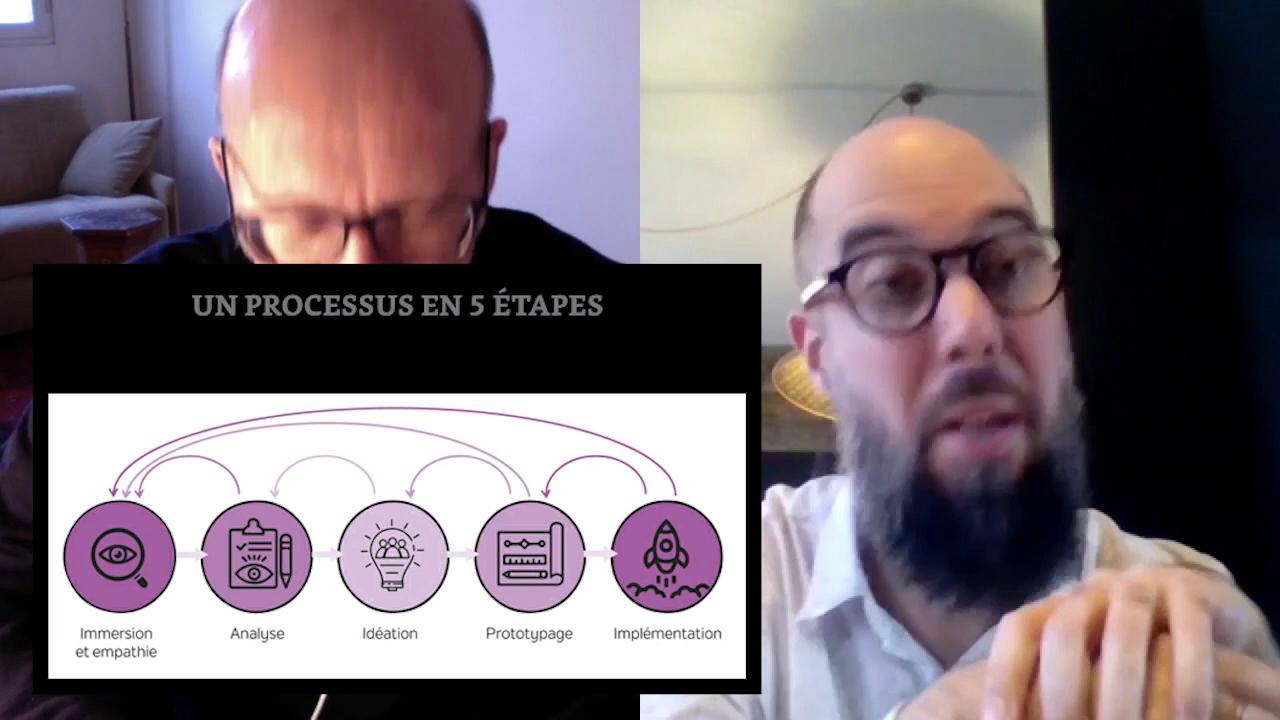 UN PROCESSUS EN 5 ÉTAPES
Immersion
et empathie
Analyse
Idéation
Prototypage
Implémentation